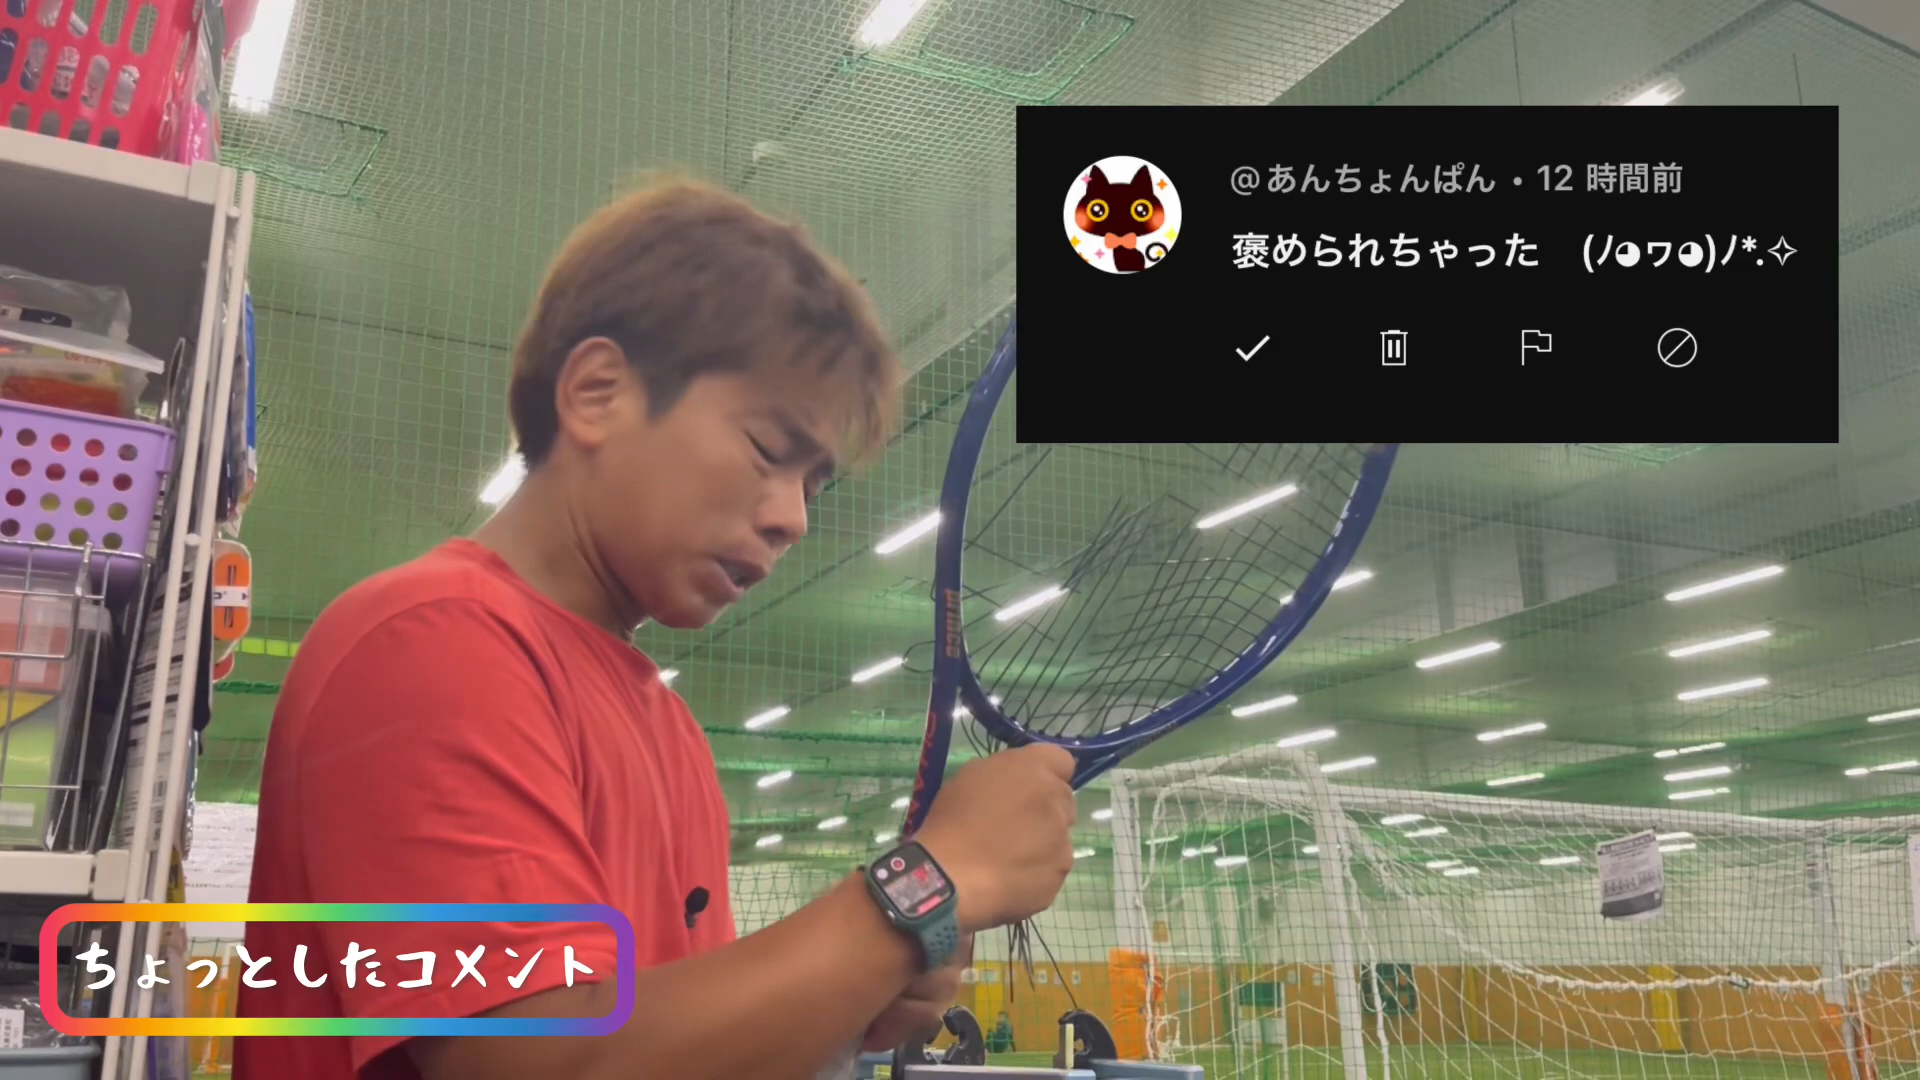 @あんちょんぱん • 12 時間前
褒められちゃった　(ﾉ◕ヮ◕)ﾉ*.✧
prince
ちょっとしたコメント